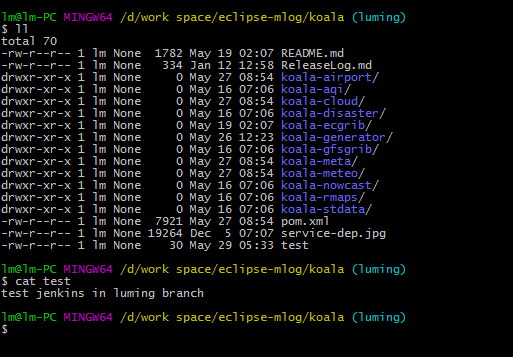 lm@lm-PC MINGW64 /d/work space/eclipse-mlog/koala (luming)
$ ll
total 70
-rw-r--r-- 1 lm None  1782 May 19 02:07 README.md
-rw-r--r-- 1 lm None   334 Jan 12 12:58 ReleaseLog.md
drwxr-xr-x 1 lm None     0 May 27 08:54 koala-airport/
drwxr-xr-x 1 lm None     0 May 16 07:06 koala-aqi/
drwxr-xr-x 1 lm None     0 May 27 08:54 koala-cloud/
drwxr-xr-x 1 lm None     0 May 16 07:06 koala-disaster/
drwxr-xr-x 1 lm None     0 May 19 02:07 koala-ecgrib/
drwxr-xr-x 1 lm None     0 May 26 12:23 koala-generator/
drwxr-xr-x 1 lm None     0 May 16 07:06 koala-gfsgrib/
drwxr-xr-x 1 lm None     0 May 27 08:54 koala-meta/
drwxr-xr-x 1 lm None     0 May 27 08:54 koala-meteo/
drwxr-xr-x 1 lm None     0 May 16 07:06 koala-nowcast/
drwxr-xr-x 1 lm None     0 May 16 07:06 koala-rmaps/
drwxr-xr-x 1 lm None     0 May 16 07:06 koala-stdata/
-rw-r--r-- 1 lm None  7921 May 27 08:54 pom.xml
-rw-r--r-- 1 lm None 19264 Dec  5 07:07 service-dep.jpg
-rw-r--r-- 1 lm None    30 May 29 05:33 test
lm@lm-PC MINGW64 /d/work space/eclipse-mlog/koala (luming)
$ cat test
test jenkins in luming branch
lm@lm-PC MINGW64 /d/work space/eclipse-mlog/koala (luming)
$